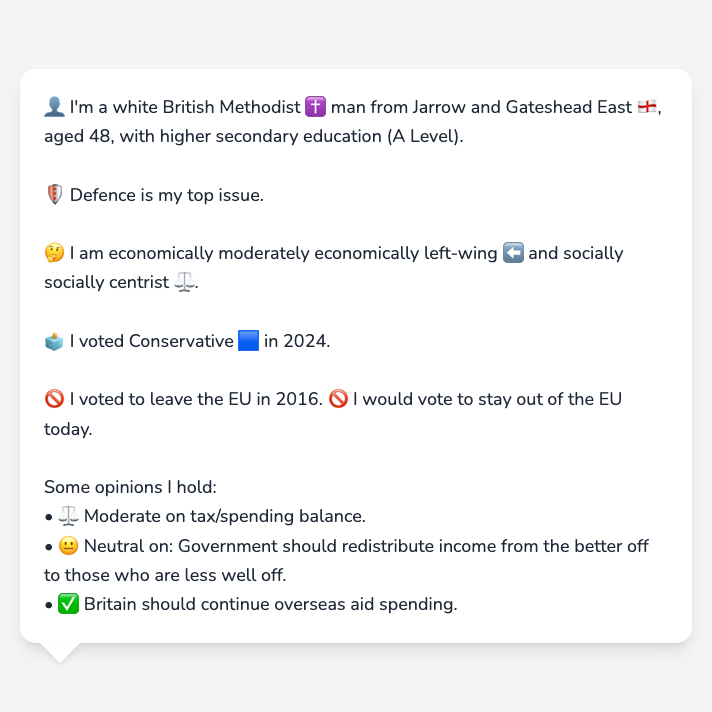 👤 I'm a white British Methodist ✝️ man from Jarrow and Gateshead East 🏴󠁧󠁢󠁥󠁮󠁧󠁿,
aged 48, with higher secondary education (A Level).
🛡️ Defence is my top issue.
🤔 I am economically moderately economically left-wing ⬅️ and socially
socially centrist ⚖️.
🗳️ I voted Conservative 🟦 in 2024.
🚫 I voted to leave the EU in 2016. 🚫 I would vote to stay out of the EU
today.
Some opinions I hold:
• ⚖️ Moderate on tax/spending balance.
• 😐 Neutral on: Government should redistribute income from the better off
to those who are less well off.
• ✅ Britain should continue overseas aid spending.